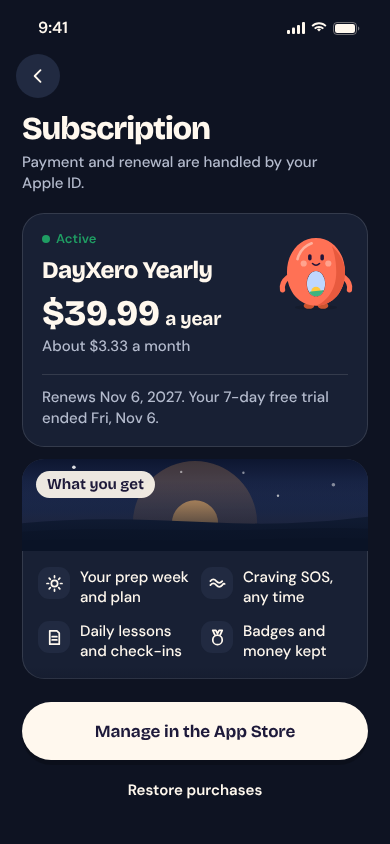 9:41
Subscription
Payment and renewal are handled by your
Apple ID.
Active
DayXero Yearly
$39.99 a year
About $3.33 a month
Renews Nov 6, 2027. Your 7-day free trial
ended Fri, Nov 6.
What you get
Your prep week
and plan
Craving SOS,
any time
Daily lessons
and check-ins
Badges and
money kept
Manage in the App Store
Restore purchases